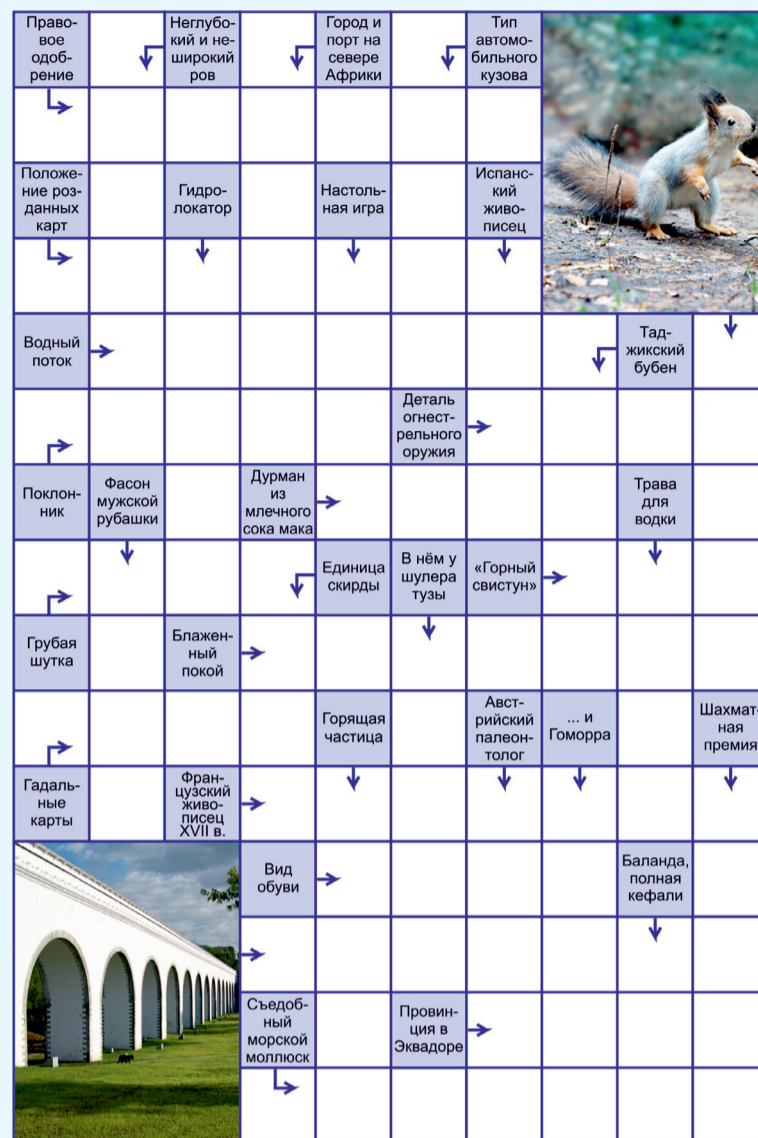 Право-
вое
одоб-
рение
Неглубо-
кий и не-
широкий
ров
Город и
порт на
севере
Африки
Тип
автомо-
бильного
кузова
Положе-
ние роз-
данных
карт
Гидро-
локатор
Настоль-
ная игра
Испанс-
кий
живо-
писец
Водный
поток
Тад-
жикский
бубен
Деталь
огнест-
рельного
оружия
Поклон-
ник
Фасон
мужской
рубашки
Дурман
из
млечного
сока мака
Трава
для
водки
Единица
скирды
В нём у
шулера
тузы
«Горный
свистун»
Грубая
шутка
Блажен-
ный
покой
Горящая
частица
Авст-
рийский
палеон-
толог
... и
Гоморра
Шахмат-
ная
премия
Гадаль-
ные
карты
Фран-
цузский
живо-
писец
XVII в.
Вид
обуви
Баланда,
полная
кефали
Съедоб-
ный
морской
моллюск
Провин-
ция в
Эквадоре